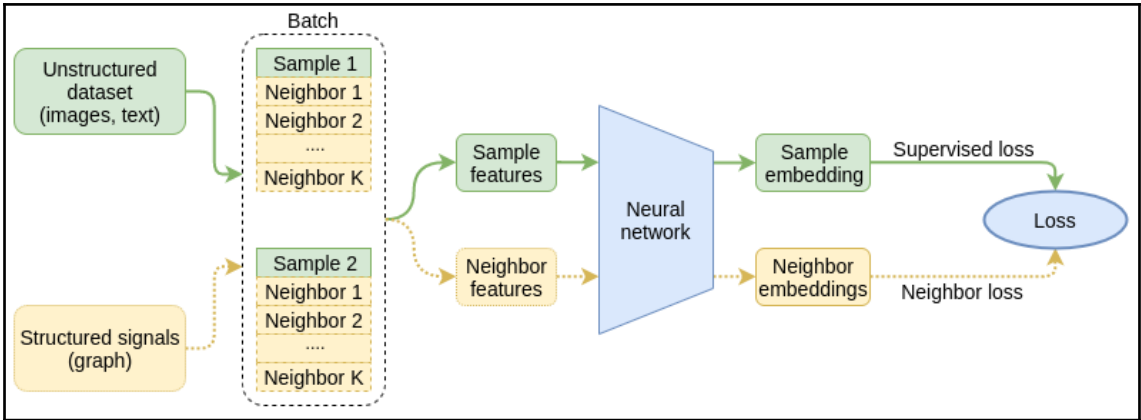 Batch
Unstructured
dataset
(images, text)
Structured signals
(graph)
Sample 1
Neighbor 1
Neighbor 2
....
Neighbor K
Sample 2
Neighbor 1
Neighbor 2
....
Neighbor K
Sample
features
Neighbor
features
Neural
network
Sample
embedding
Neighbor
embeddings
Supervised loss
Neighbor loss
Loss